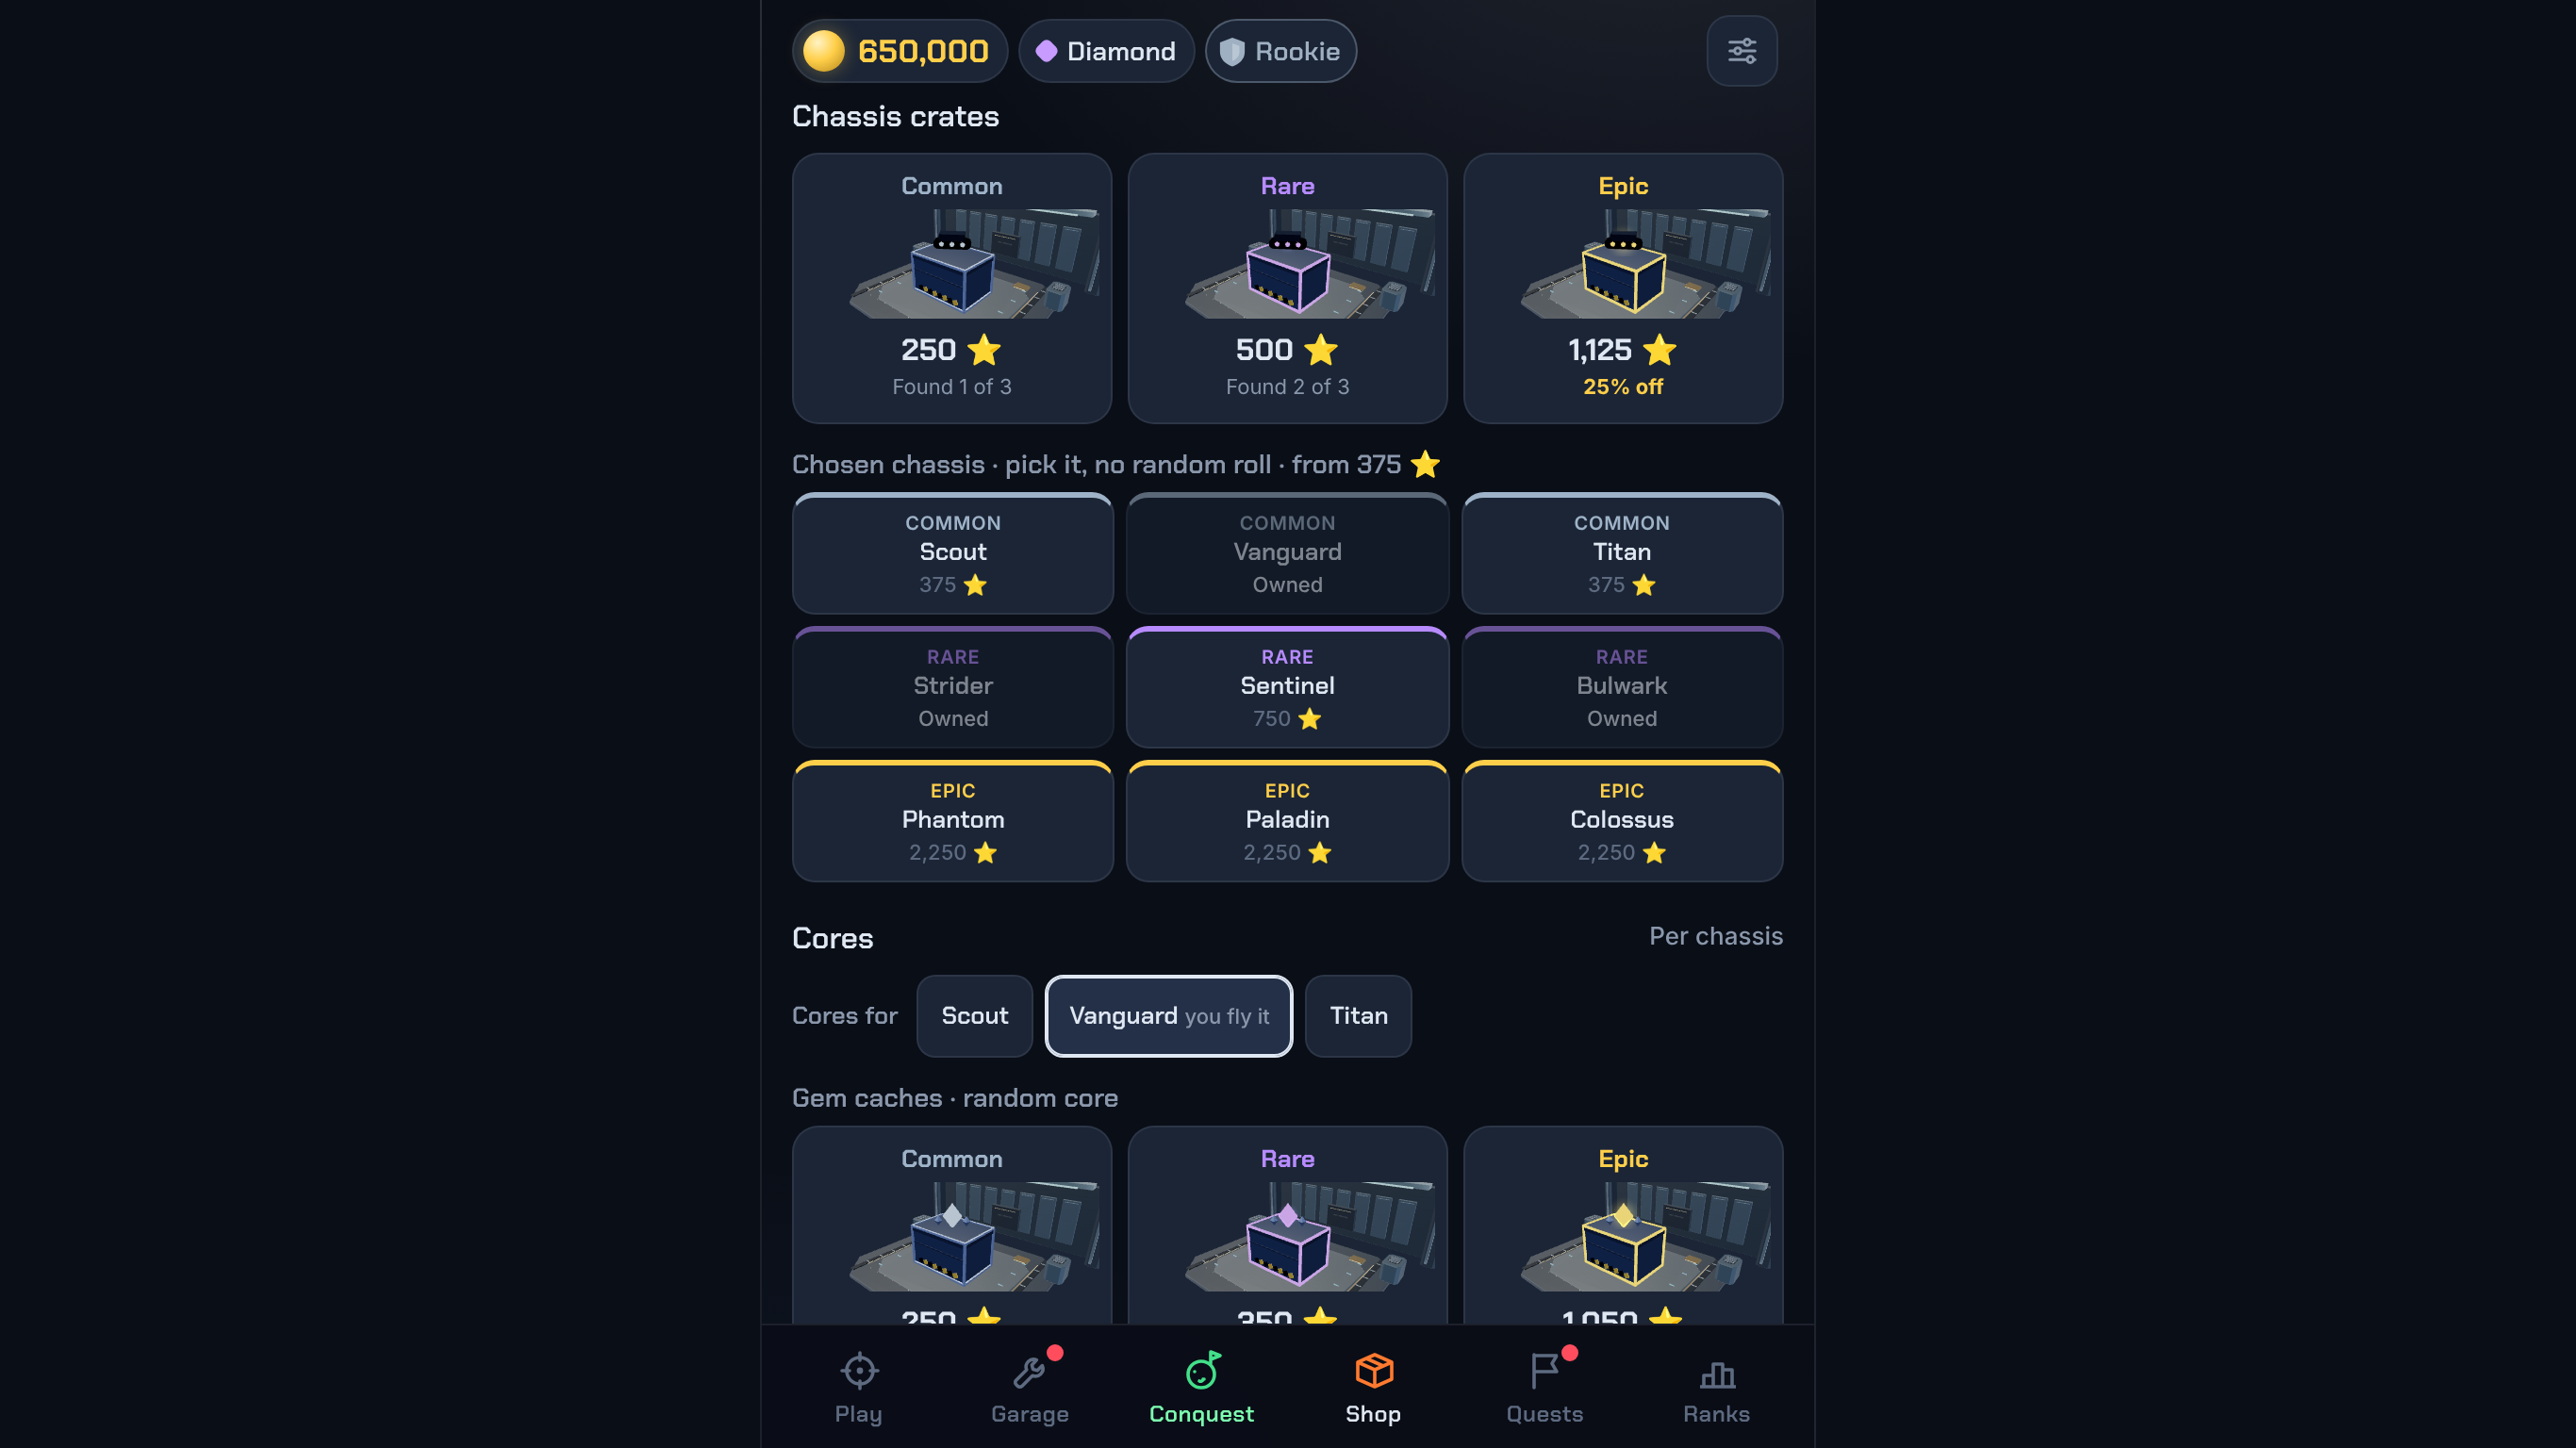 650,000
Diamond
Rookie
Chassis crates
Common
Rare
Epic
250 ⭐
500 ⭐
1,125 ⭐
Found 1 of 3
Found 2 of 3
25% off
Chosen chassis · pick it, no random roll · from 375 ⭐
COMMON
Scout
375 ⭐
COMMON
Vanguard
Owned
COMMON
Titan
375 ⭐
RARE
Strider
Owned
RARE
Sentinel
750 ⭐
RARE
Bulwark
Owned
EPIC
Phantom
2,250 ⭐
EPIC
Paladin
2,250 ⭐
EPIC
Colossus
2,250 ⭐
Cores
Per chassis
Cores for
Scout
Vanguard you fly it
Titan
Gem caches · random core
Common
Rare
Epic
250 ⭐
350 ⭐
1,050 ⭐
Play
Garage
Conquest
Shop
Quests
Ranks